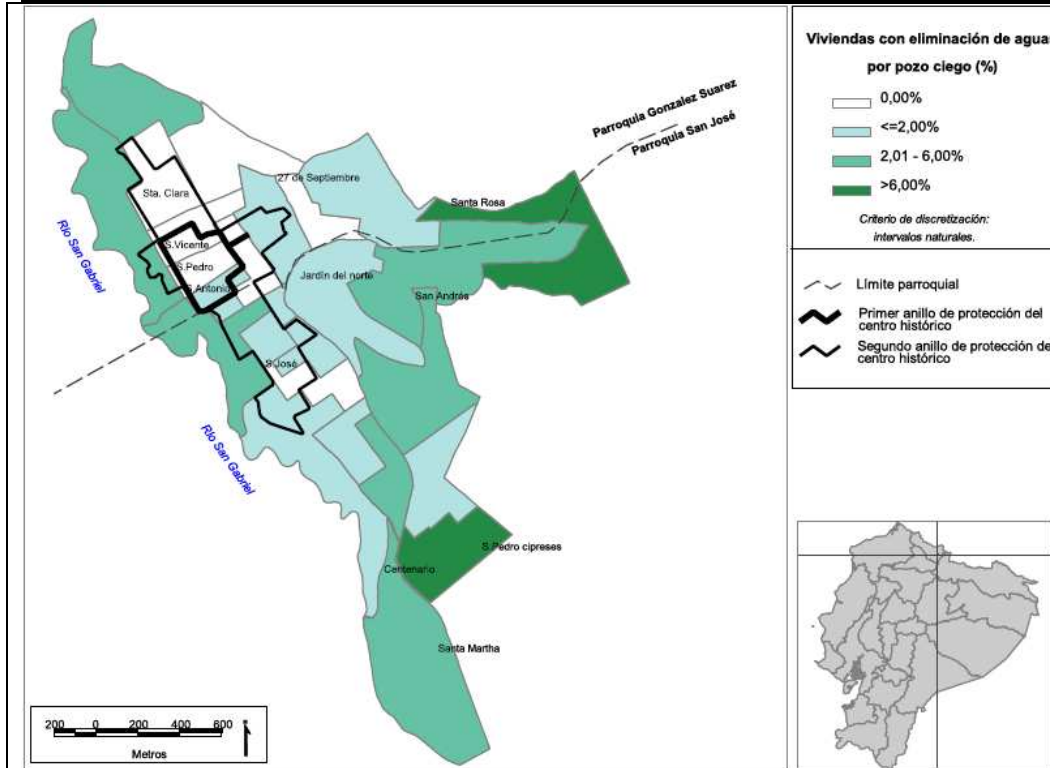 Viviendas con eliminación de aguas
por pozo ciego (%)
0,00%
<=2,00%
2,01 - 6,00%
>6,00%
Criterio de discretización:
intervalos naturales.
Límite parroquial
Primer anillo de protección del
centro histórico
Segundo anillo de protección de
centro histórico
Parroquia Gonzalez Suarez
Parroquia San José
27 de Septiembre
Sta. Clara
Santa Rosa
Río San Gabriel
S.Vicente
S.Pedro
S.Antonio
Jardín del norte
San Andrés
S.José
Río San Gabriel
S.Pedro cipreses
Centenario
Santa Martha
200 0 200 400 600
Metros